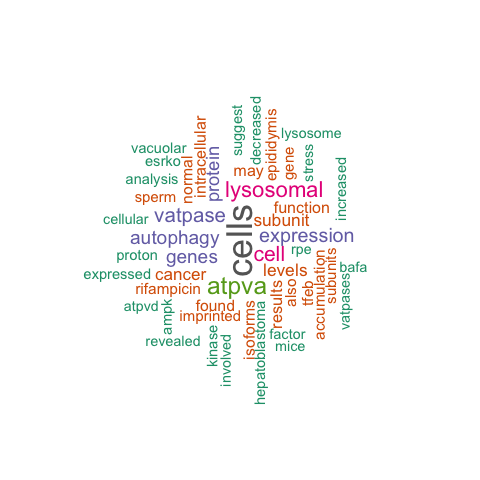 suggest
decreased
epididymis
lysosome
vacuolar
esrko
normal
intracellular
protein
may
gene
stress
increased
analysis
sperm
lysosomal
function
cellular
vatpase
cells
subunit
autophagy
expression
proton
genes
cell
rpe
expressed
cancer
levels
bafa
rifampicin
atpva
also
tfeb
accumulation
subunits
vatpases
atpvd
ampk
found
imprinted
isoforms
results
hepatoblastoma
factor
mice
revealed
kinase
involved